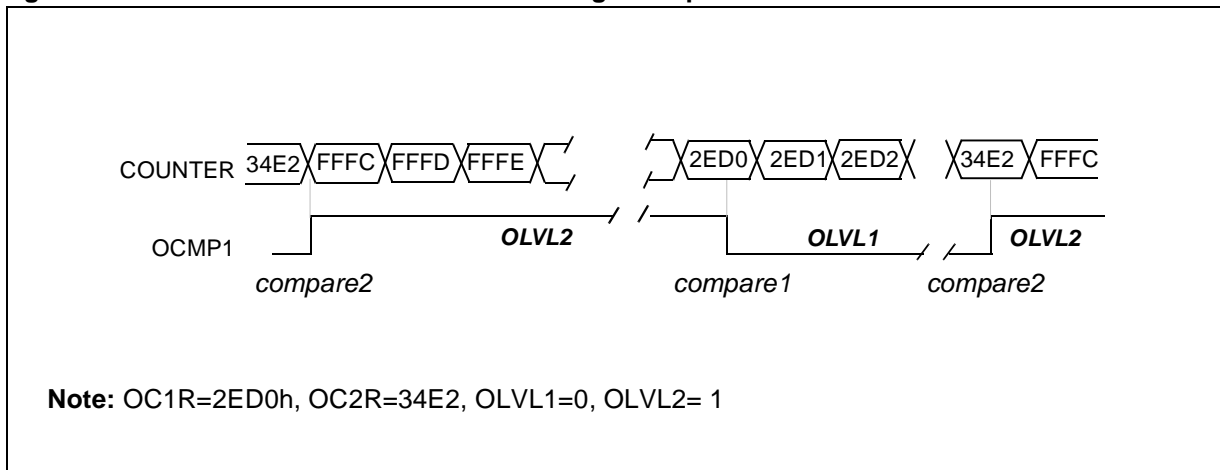 COUNTER 34E2 FFFC FFFD FFFE 2ED0 2ED1 2ED2 34E2 FFFC
OCMP1 OLVL2 OLVL1 OLVL2
compare2 compare1 compare2
Note: OC1R=2ED0h, OC2R=34E2, OLVL1=0, OLVL2= 1